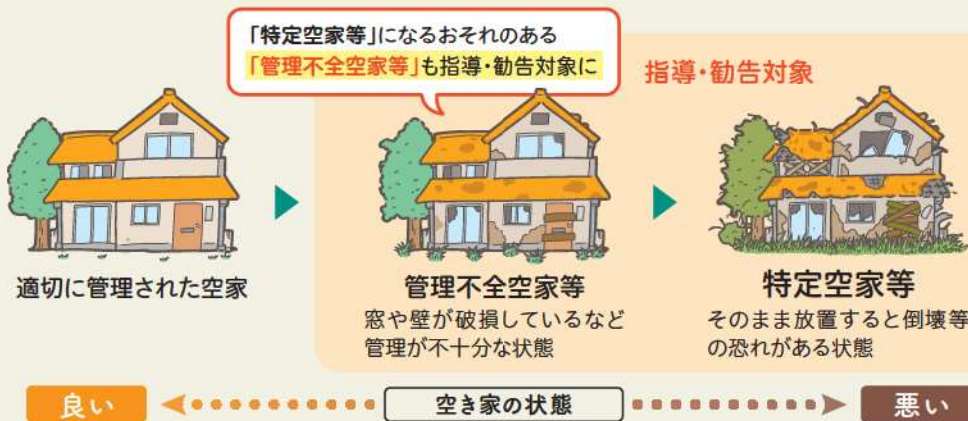 「特定空家等」になるおそれのある
「管理不全空家等」も指導・勧告対象に
指導・勧告対象
適切に管理された空家
管理不全空家等
窓や壁が破損しているなど
管理が不十分な状態
特定空家等
そのまま放置すると倒壊等
の恐れがある状態
良い
空き家の状態
悪い